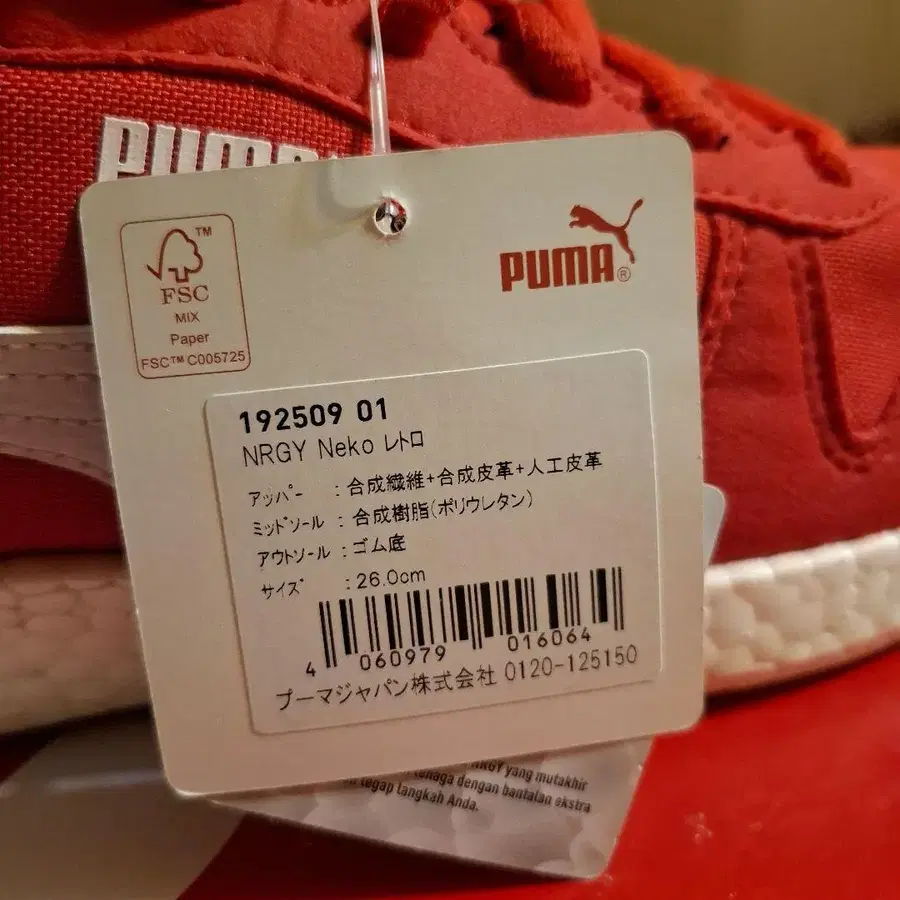 PUMA
TM
FSC
MIX
Paper
FSC™ C005725
PUMA®
192509 01
NRGY Neko レトロ
アッパー : 合成繊維+合成皮革+人工皮革
ミッドソール : 合成樹脂(ポリウレタン)
アウトソール : ゴム底
サイズ : 26.0cm
4 060979 016064
プーマジャパン株式会社 0120-125150
NRGY yang mutakhir
tenaga dengan bantalan ekstra
tegap langkah Anda.